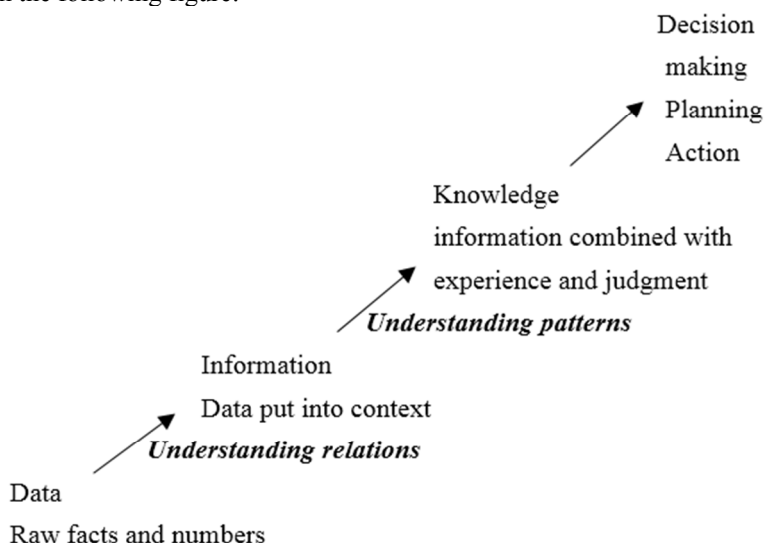 in the following figure.
Decision
making
Planning
Action
Knowledge
information combined with
experience and judgment
Understanding patterns
Information
Data put into context
Understanding relations
Data
Raw facts and numbers